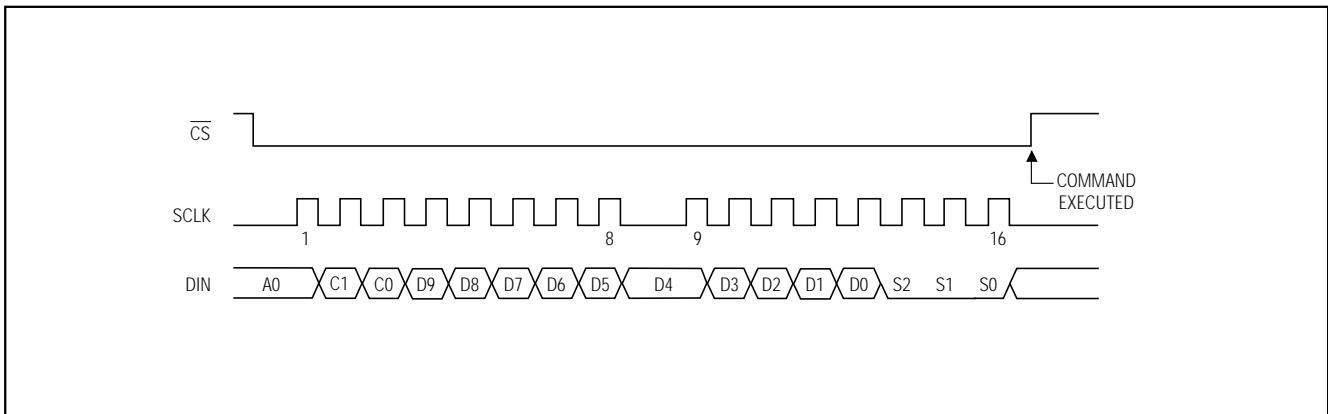 CS
COMMAND
EXECUTED
SCLK
1 8 9 16
DIN A0 C1 C0 D9 D8 D7 D6 D5 D4 D3 D2 D1 D0 S2 S1 S0